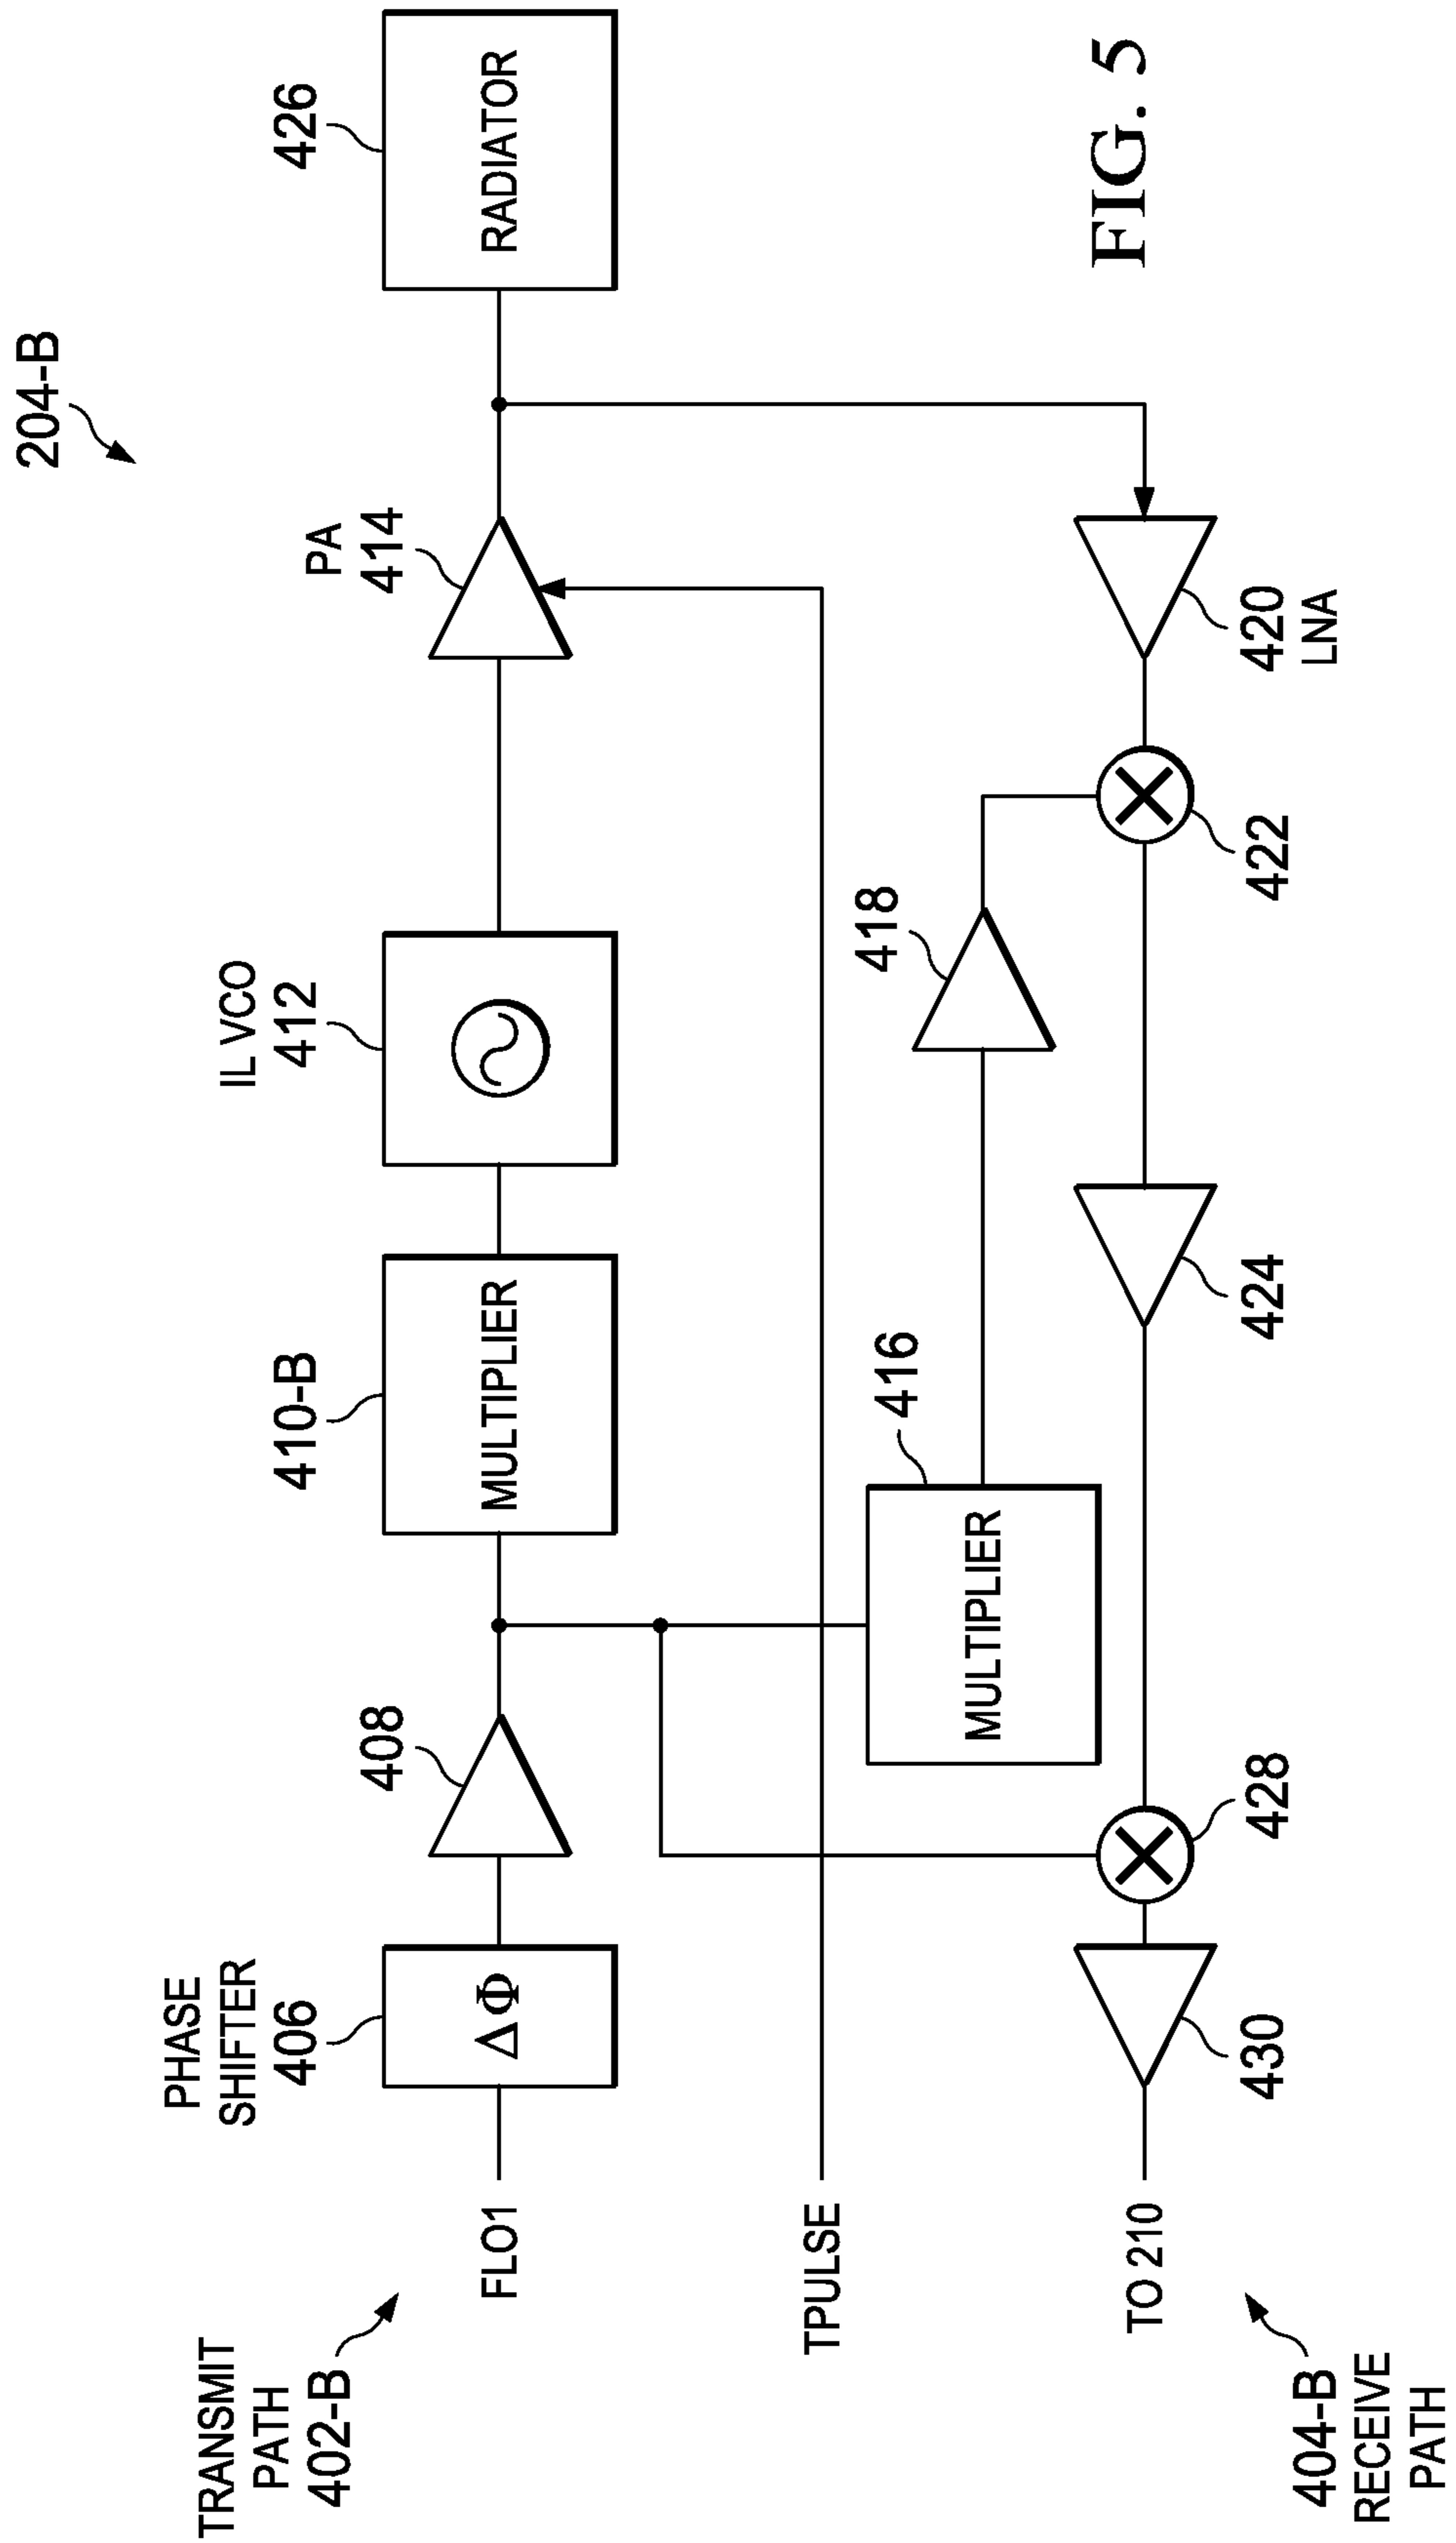 204-B
TRANSMIT
PATH
402-B
PHASE
SHIFTER
406
ΔΦ
FLO1
408
410-B
MULTIPLIER
IL VCO
412
PA
414
426
RADIATOR
TPULSE
416
MULTIPLIER
418
TO 210
430
428
424
422
420
LNA
404-B
RECEIVE
PATH
FIG. 5